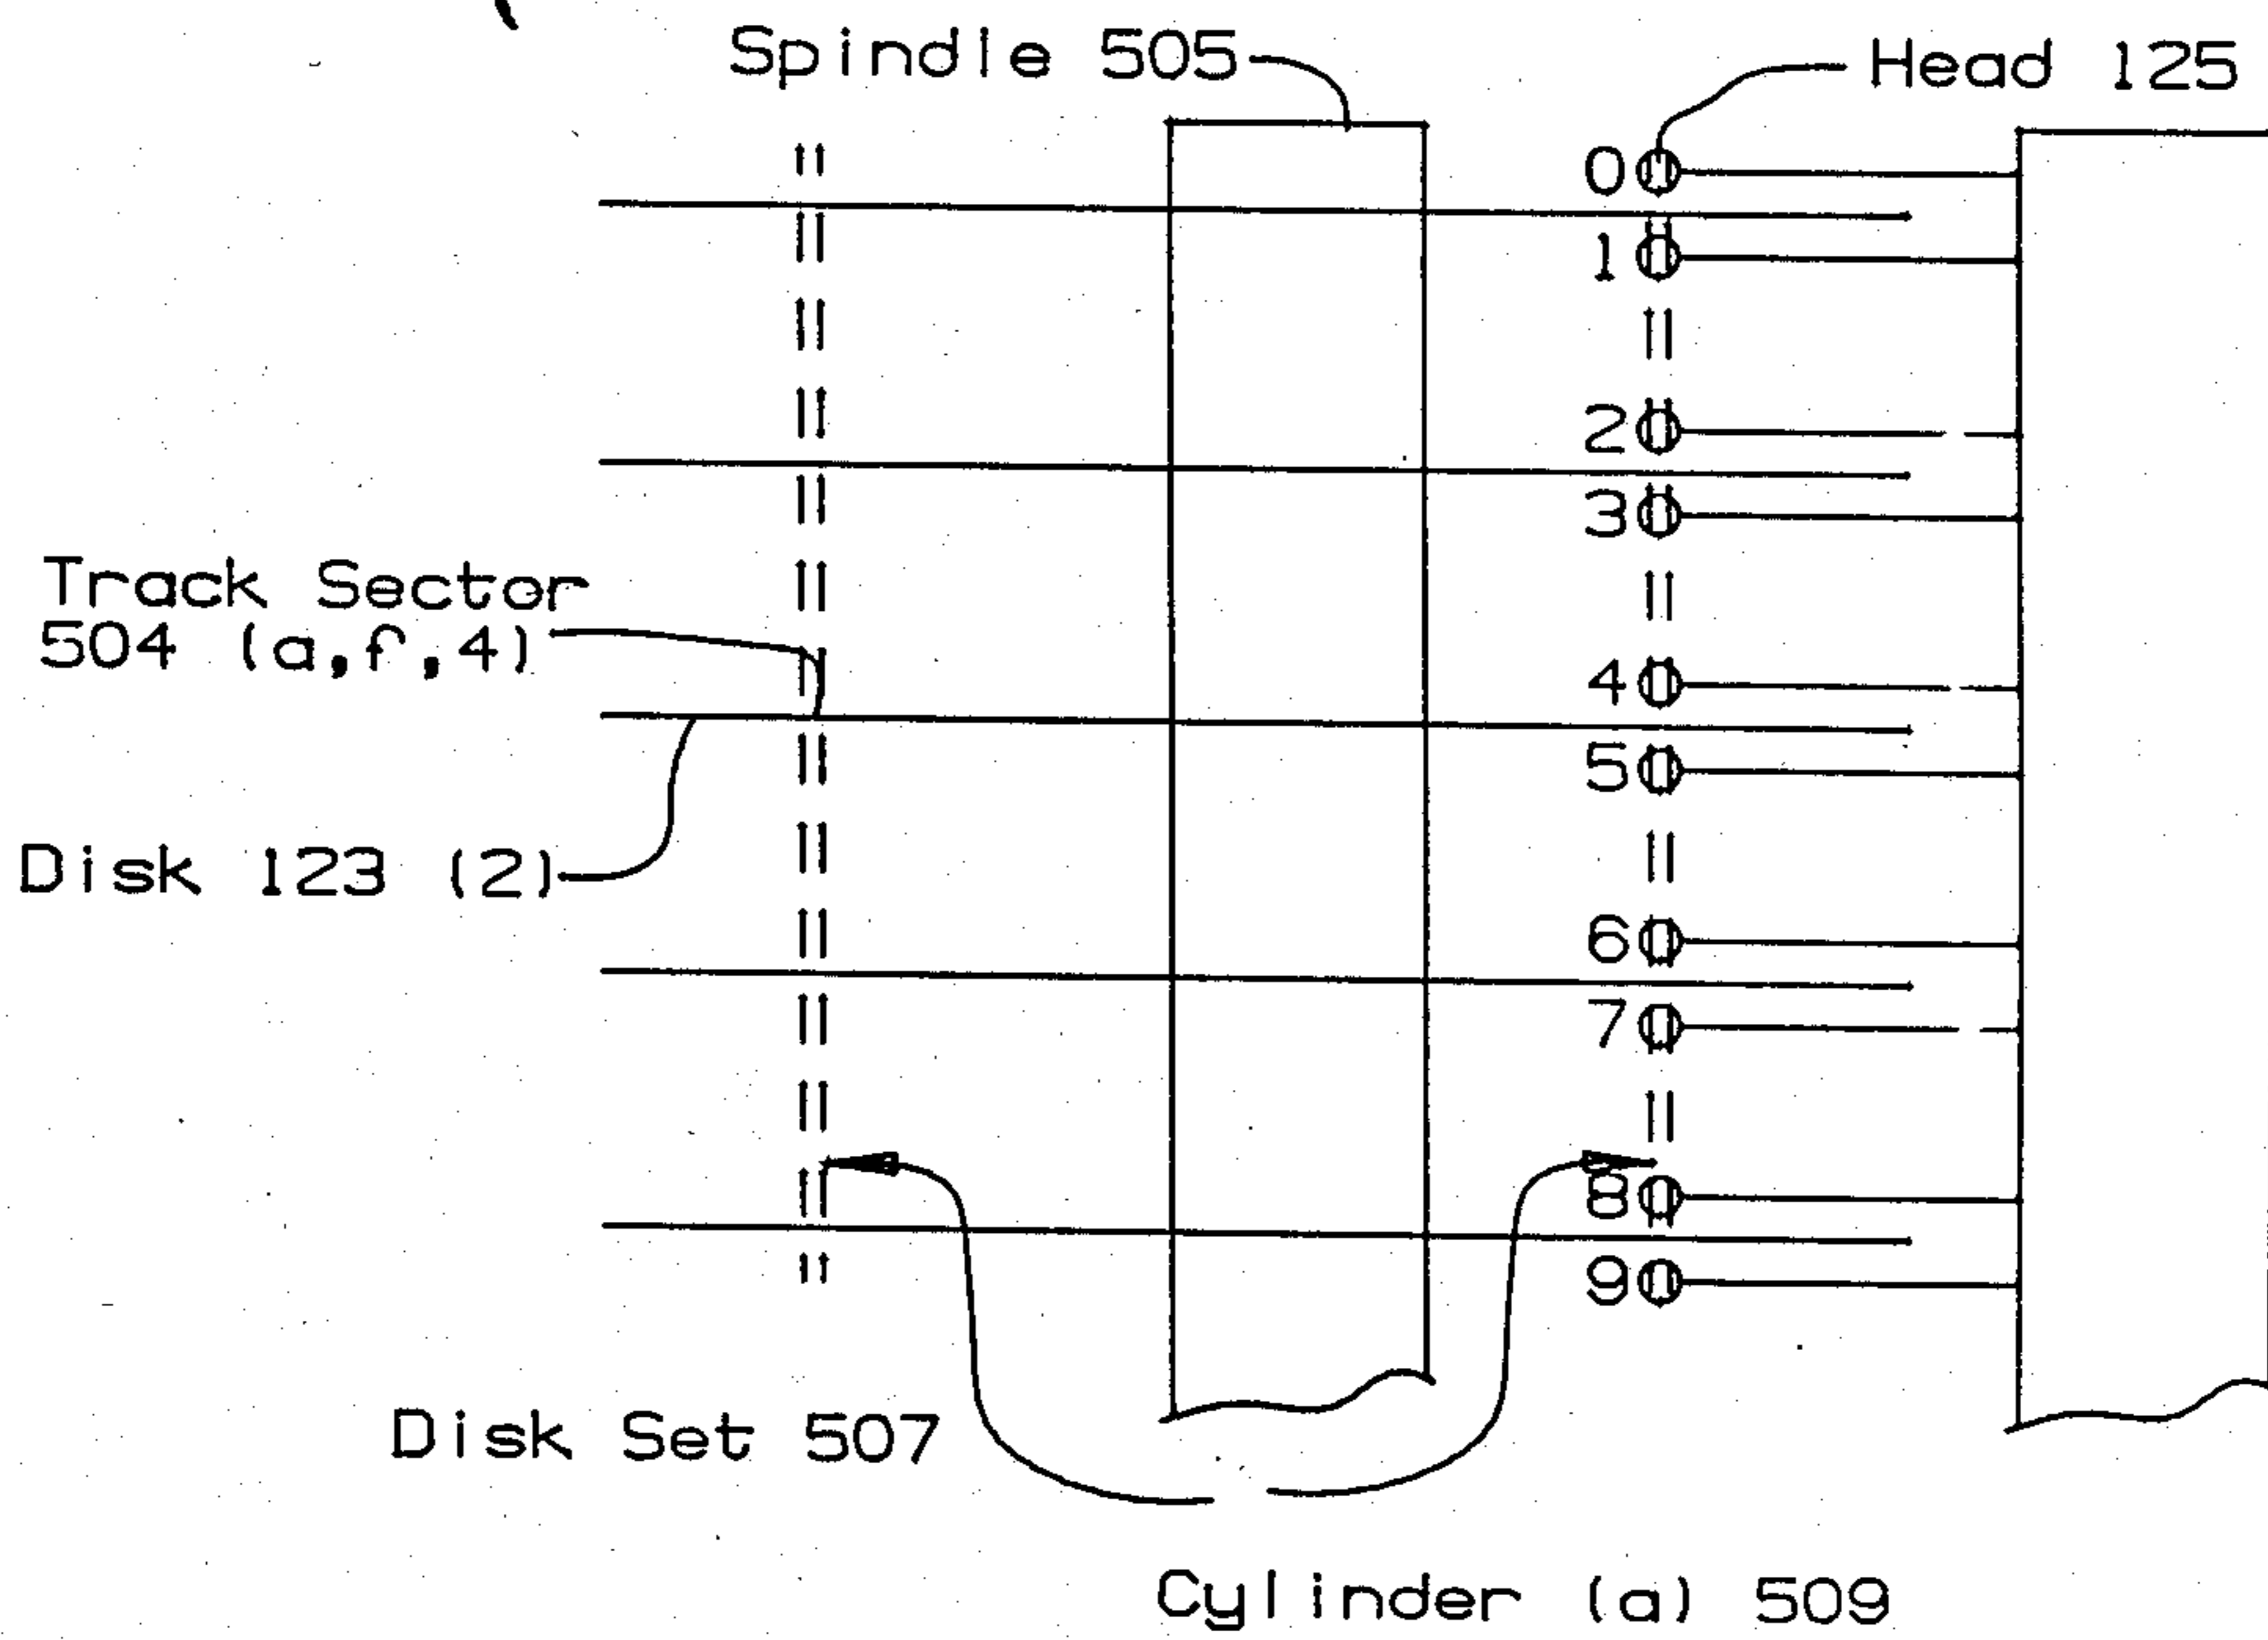 Spindle 505
Head 125
0
1
2
3
Track Sector
504 (a,f,4)
4
5
Disk 123 (2)
6
7
8
9
Disk Set 507
Cylinder (a) 509